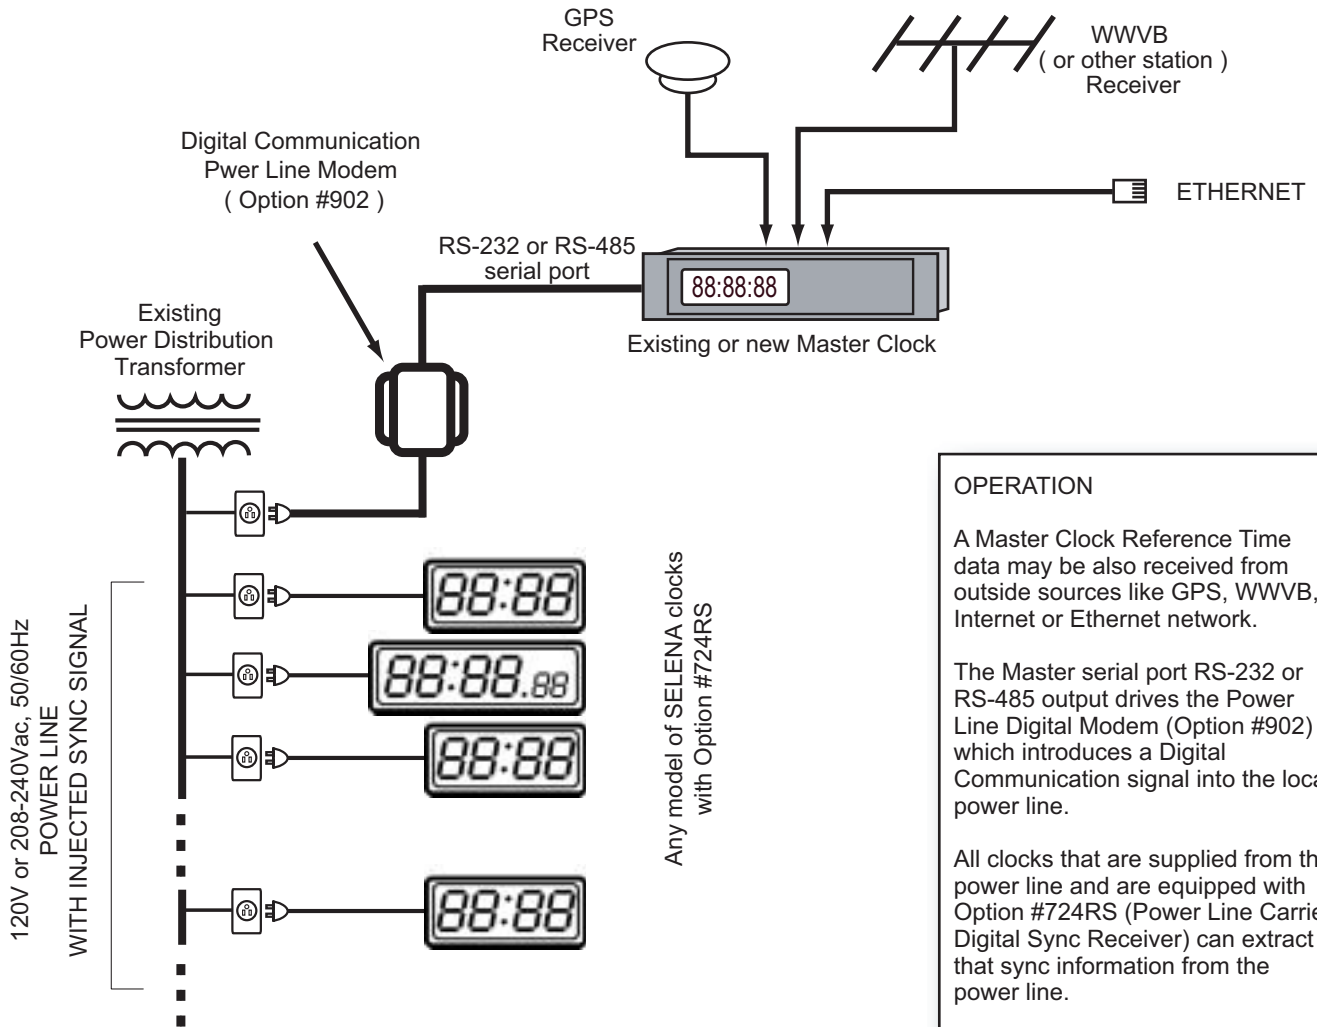 GPS
Receiver
WWVB
( or other station )
Receiver
Digital Communication
Pwer Line Modem
( Option #902 )
ETHERNET
RS-232 or RS-485
serial port
88:88:88
Existing or new Master Clock
Existing
Power Distribution
Transformer
120V or 208-240Vac, 50/60Hz
POWER LINE
WITH INJECTED SYNC SIGNAL
88:88
88:88.88
88:88
88:88
Any model of SELENA clocks
with Option #724RS
OPERATION
A Master Clock Reference Time
data may be also received from
outside sources like GPS, WWVB,
Internet or Ethernet network.
The Master serial port RS-232 or
RS-485 output drives the Power
Line Digital Modem (Option #902)
which introduces a Digital
Communication signal into the loca
power line.
All clocks that are supplied from th
power line and are equipped with
Option #724RS (Power Line Carrie
Digital Sync Receiver) can extract
that sync information from the
power line.